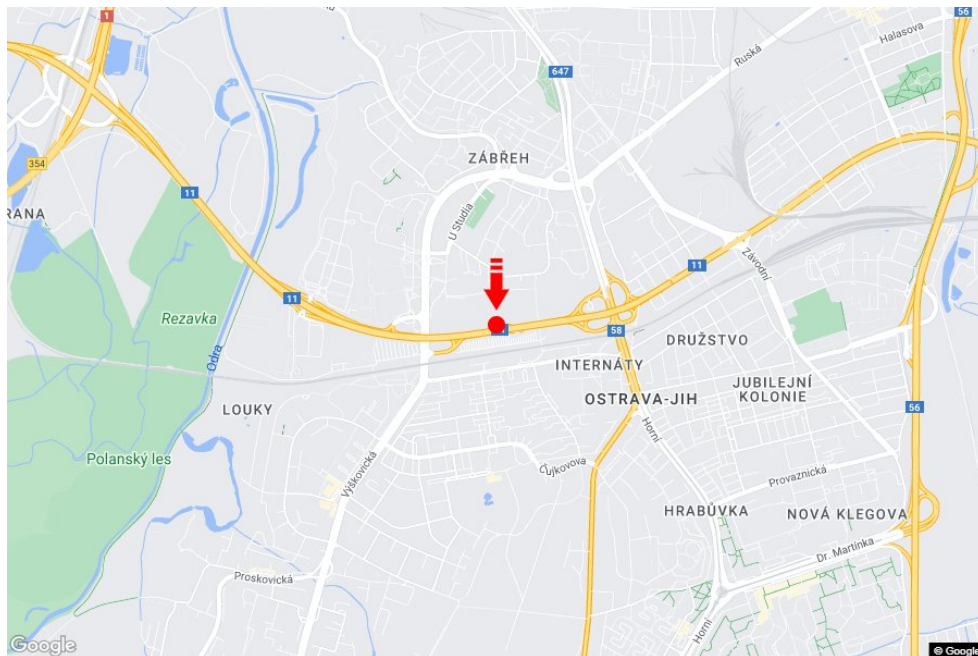 1
56
Halasova
Ruská
647
354
ZÁBŘEH
11
RANA
U Studia
Závodní
11
11
Rezavka
Odra
58
DRUŽSTVO
INTERNÁTY
JUBILEJNÍ
KOLONIE
OSTRAVA-JIH
LOUKY
56
Horní
Polanský les
Výškovická
Čujkovova
Provaznická
HRABŮVKA
NOVÁ KLEGOVA
Dr. Martínka
Proskovická
Horní
Google
© Google